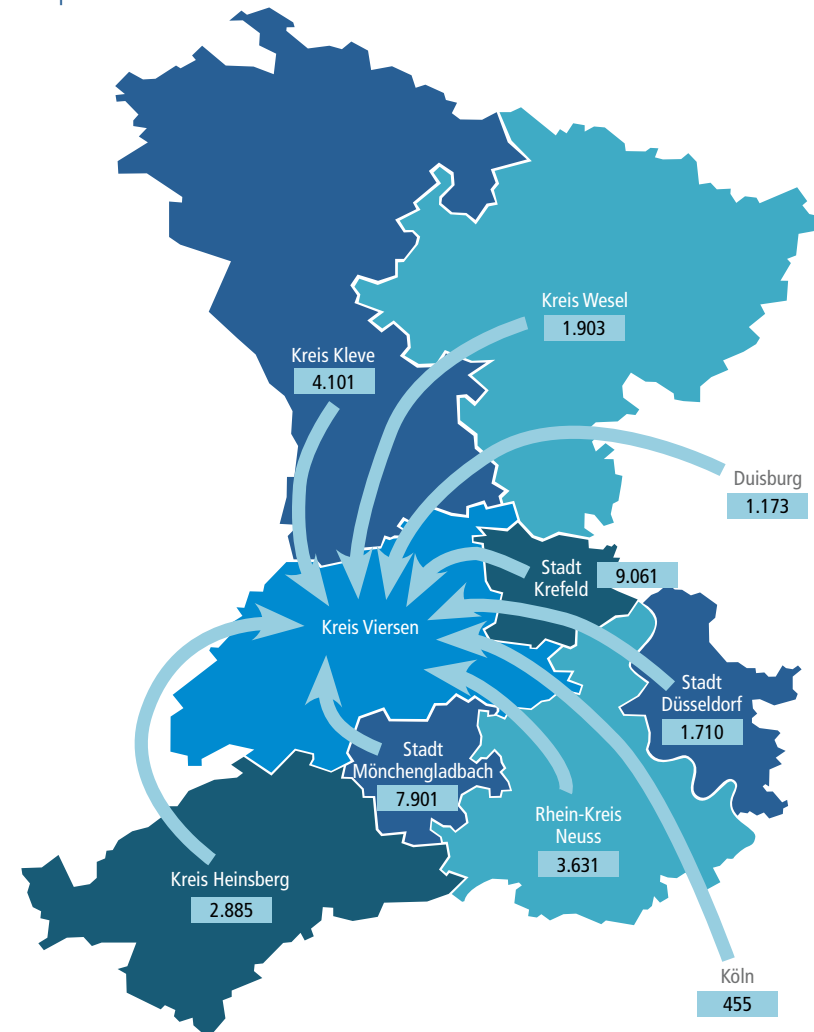 Kreis Wesel
1.903
Kreis Kleve
4.101
Duisburg
1.173
Stadt
Krefeld
9.061
Kreis Viersen
Stadt
Düsseldorf
1.710
Stadt
Mönchengladbach
7.901
Rhein-Kreis
Neuss
3.631
Kreis Heinsberg
2.885
Köln
455